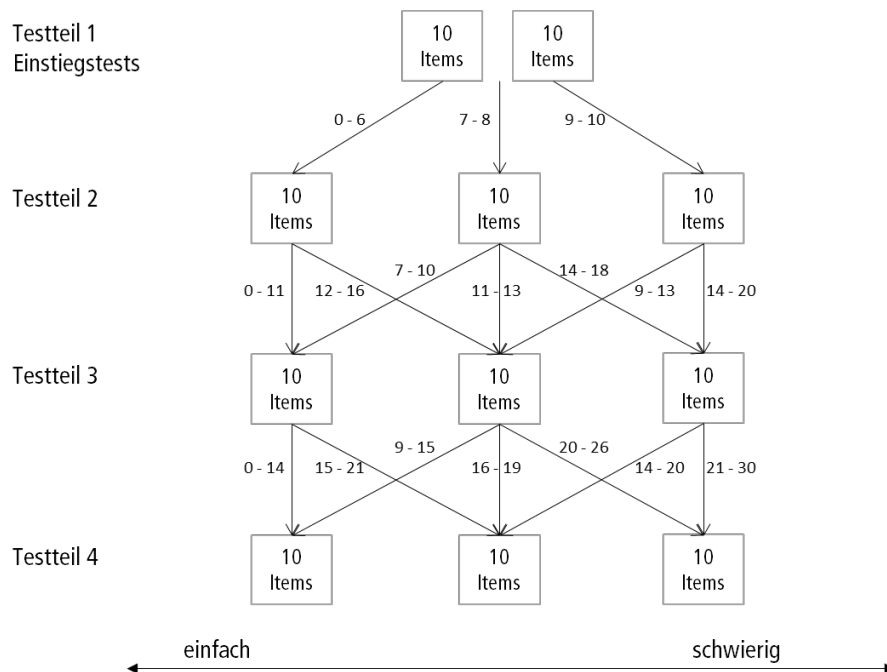 Testteil 1
Einstiegstests
10
Items
10
Items
0 - 6
7 - 8
9 - 10
Testteil 2
10
Items
10
Items
10
Items
0 - 11
12 - 16
7 - 10
11 - 13
14 - 18
9 - 13
14 - 20
Testteil 3
10
Items
10
Items
10
Items
0 - 14
15 - 21
9 - 15
16 - 19
20 - 26
14 - 20
21 - 30
Testteil 4
10
Items
10
Items
10
Items
einfach
schwierig